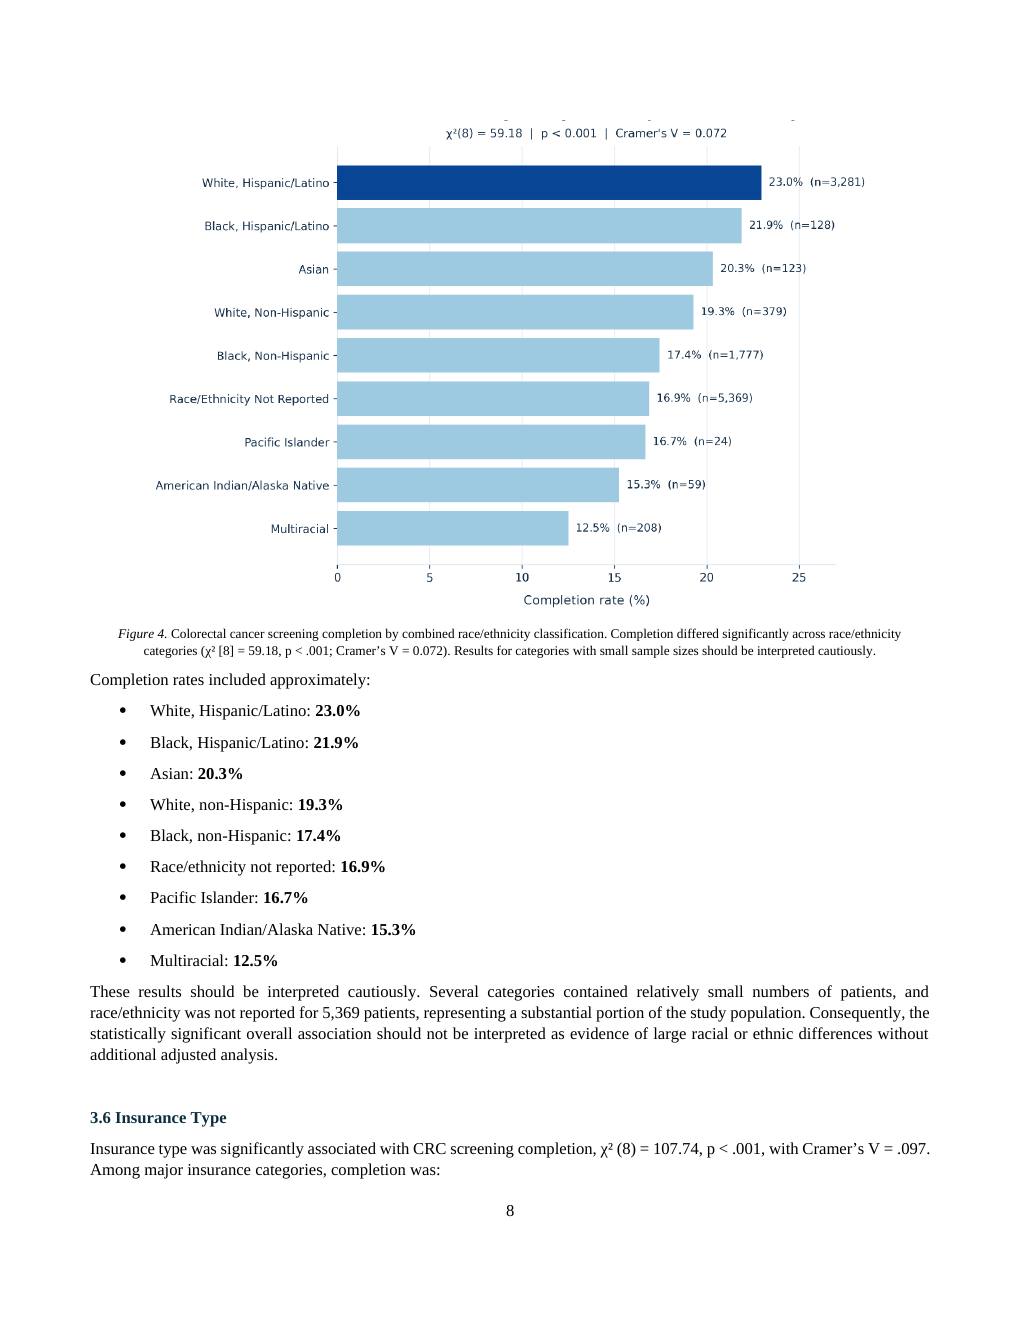 χ²(8) = 59.18 | p < 0.001 | Cramer's V = 0.072
White, Hispanic/Latino 23.0% (n=3,281)
Black, Hispanic/Latino 21.9% (n=128)
Asian 20.3% (n=123)
White, Non-Hispanic 19.3% (n=379)
Black, Non-Hispanic 17.4% (n=1,777)
Race/Ethnicity Not Reported 16.9% (n=5,369)
Pacific Islander 16.7% (n=24)
American Indian/Alaska Native 15.3% (n=59)
Multiracial 12.5% (n=208)
0 5 10 15 20 25
Completion rate (%)
Figure 4. Colorectal cancer screening completion by combined race/ethnicity classification. Completion differed significantly across race/ethnicity
categories (χ² [8] = 59.18, p < .001; Cramer’s V = 0.072). Results for categories with small sample sizes should be interpreted cautiously.
Completion rates included approximately:
• White, Hispanic/Latino: 23.0%
• Black, Hispanic/Latino: 21.9%
• Asian: 20.3%
• White, non-Hispanic: 19.3%
• Black, non-Hispanic: 17.4%
• Race/ethnicity not reported: 16.9%
• Pacific Islander: 16.7%
• American Indian/Alaska Native: 15.3%
• Multiracial: 12.5%
These results should be interpreted cautiously. Several categories contained relatively small numbers of patients, and
race/ethnicity was not reported for 5,369 patients, representing a substantial portion of the study population. Consequently, the
statistically significant overall association should not be interpreted as evidence of large racial or ethnic differences without
additional adjusted analysis.
3.6 Insurance Type
Insurance type was significantly associated with CRC screening completion, χ² (8) = 107.74, p < .001, with Cramer’s V = .097.
Among major insurance categories, completion was:
8